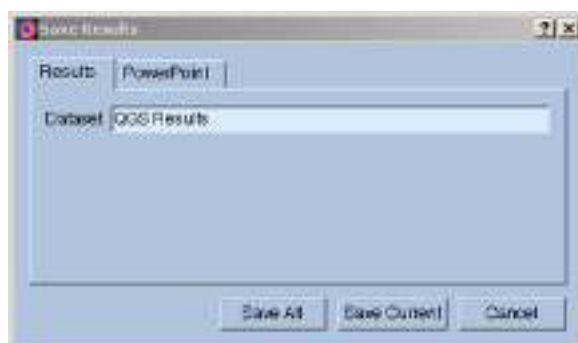 Save Results
Results PowerPoint
Dataset QGS Results
Save All Save Current Cancel